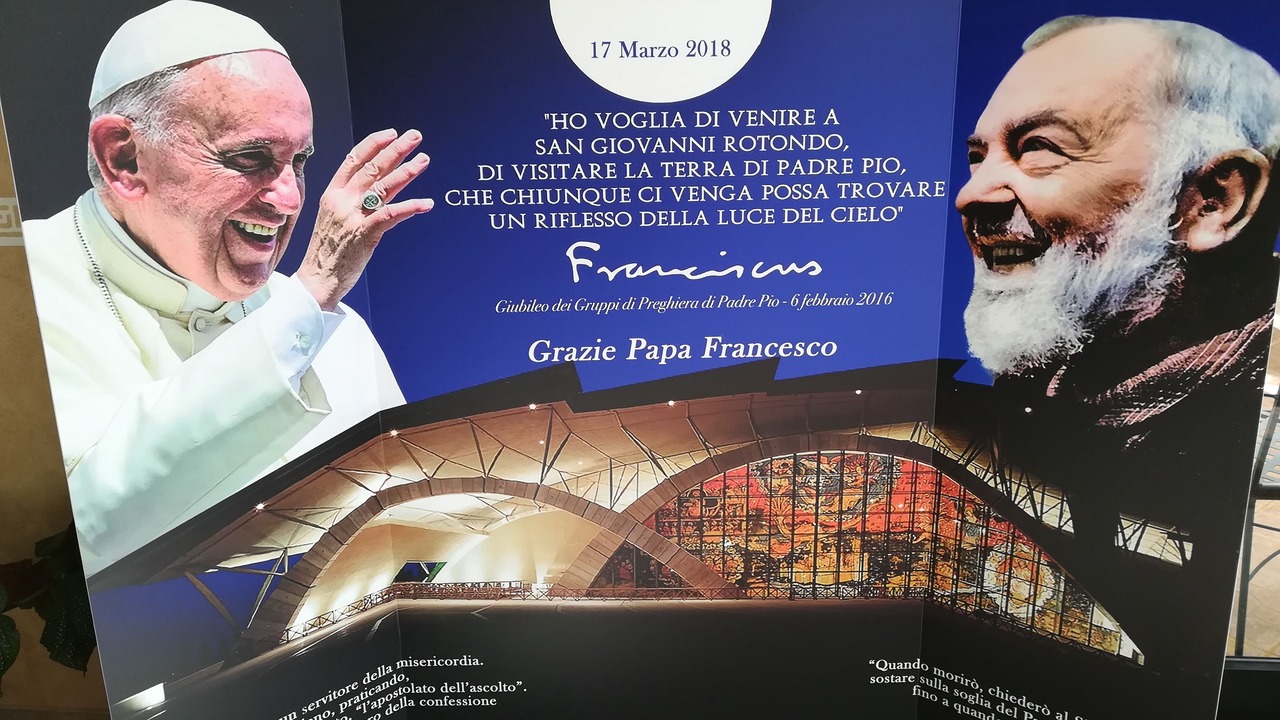 17 Marzo 2018
"HO VOGLIA DI VENIRE A
SAN GIOVANNI ROTONDO,
DI VISITARE LA TERRA DI PADRE PIO,
CHE CHIUNQUE CI VENGA POSSA TROVARE
UN RIFLESSO DELLA LUCE DEL CIELO"
Franciscus
Giubileo dei Gruppi di Preghiera di Padre Pio - 6 febbraio 2016
Grazie Papa Francesco
un servitore della misericordia.
praticando,
"l'apostolato dell'ascolto".
della confessione
“Quando morirò, chiederò al
sostare sulla soglia del
fino a quando